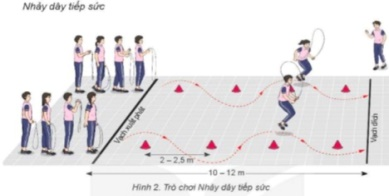 Nhảy dây tiếp sức
Vạch xuất phát
Vạch đích
2 – 2,5 m
10 – 12 m
Hình 2. Trò chơi Nhảy dây tiếp sức